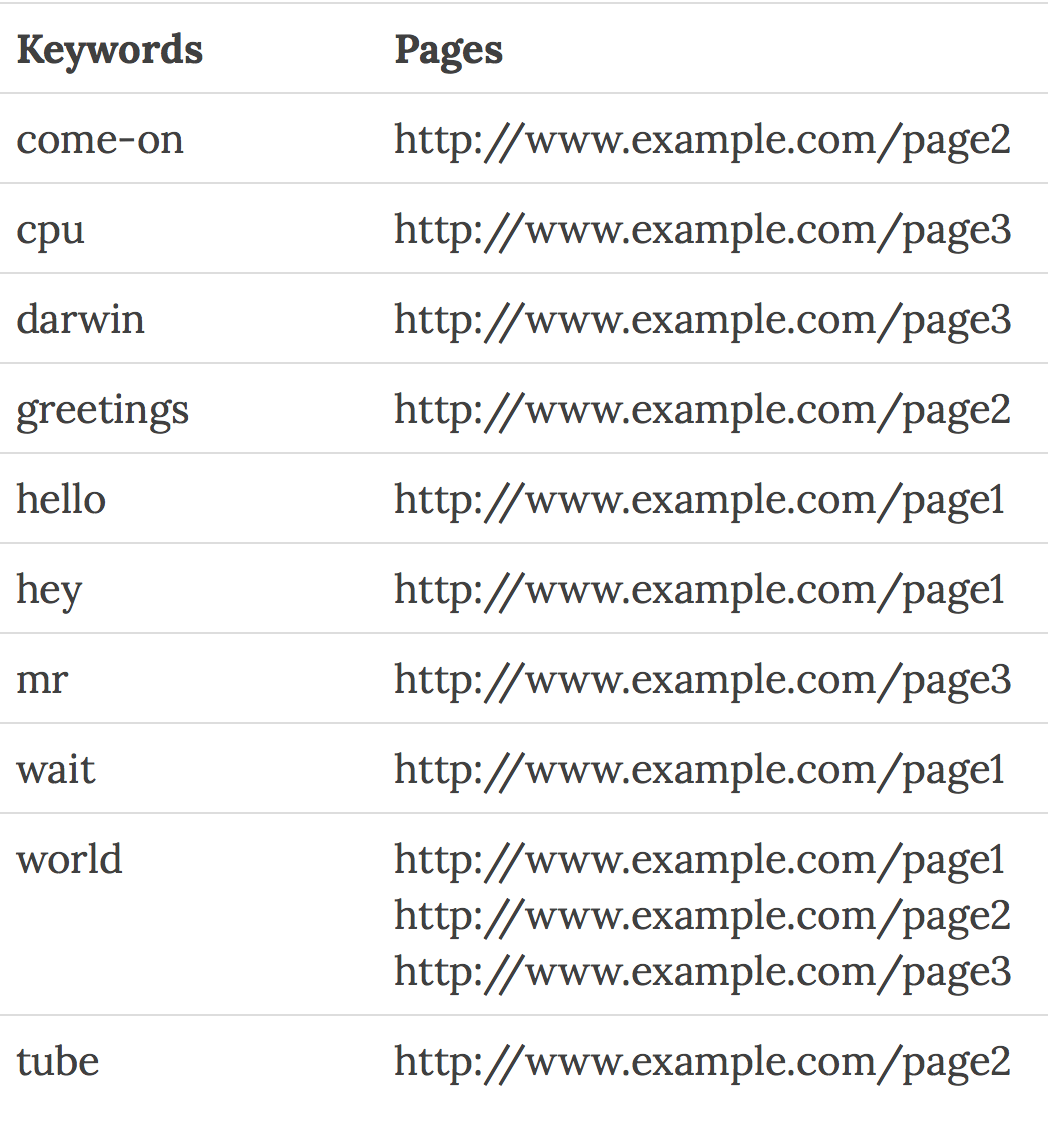 Keywords Pages
come-on http://www.example.com/page2
cpu http://www.example.com/page3
darwin http://www.example.com/page3
greetings http://www.example.com/page2
hello http://www.example.com/page1
hey http://www.example.com/page1
mr http://www.example.com/page3
wait http://www.example.com/page1
world http://www.example.com/page1
http://www.example.com/page2
http://www.example.com/page3
tube http://www.example.com/page2